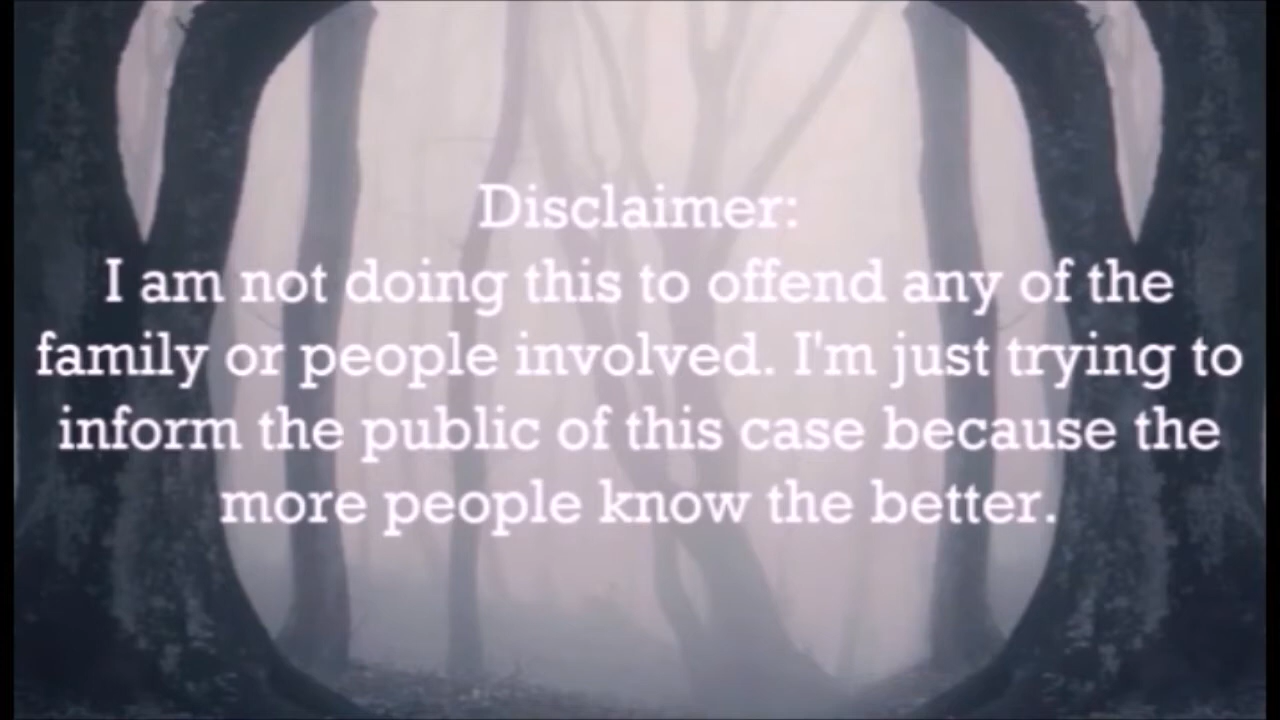 Disclaimer:
I am not doing this to offend any of the
family or people involved. I'm just trying to
inform the public of this case because the
more people know the better.